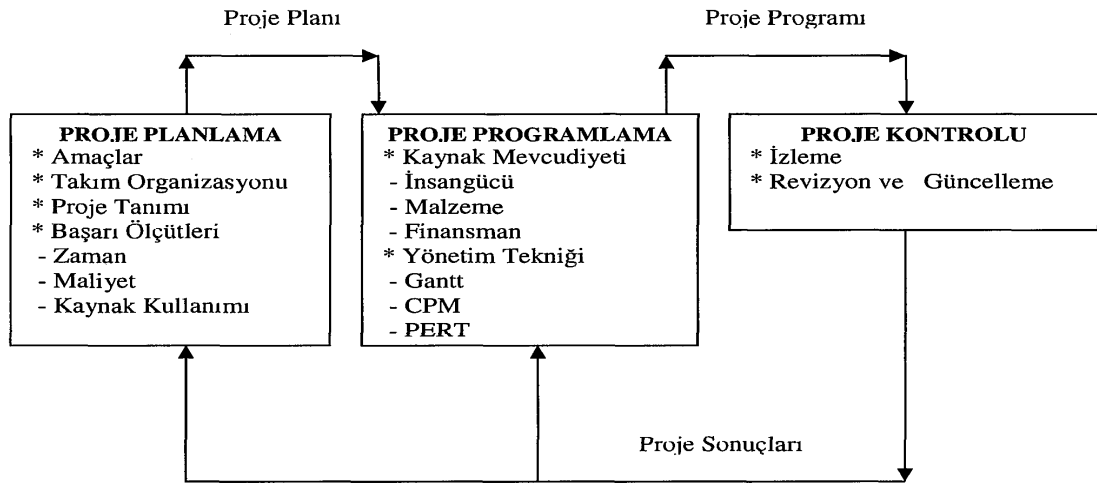 Proje Planı
Proje Programı
PROJE PLANLAMA
* Amaçlar
* Takım Organizasyonu
* Proje Tanımı
* Başarı Ölçütleri
- Zaman
- Maliyet
- Kaynak Kullanımı
PROJE PROGRAMLAMA
* Kaynak Mevcudiyeti
- İnsangücü
- Malzeme
- Finansman
* Yönetim Tekniği
- Gantt
- CPM
- PERT
PROJE KONTROLU
* İzleme
* Revizyon ve Güncelleme
Proje Sonuçları